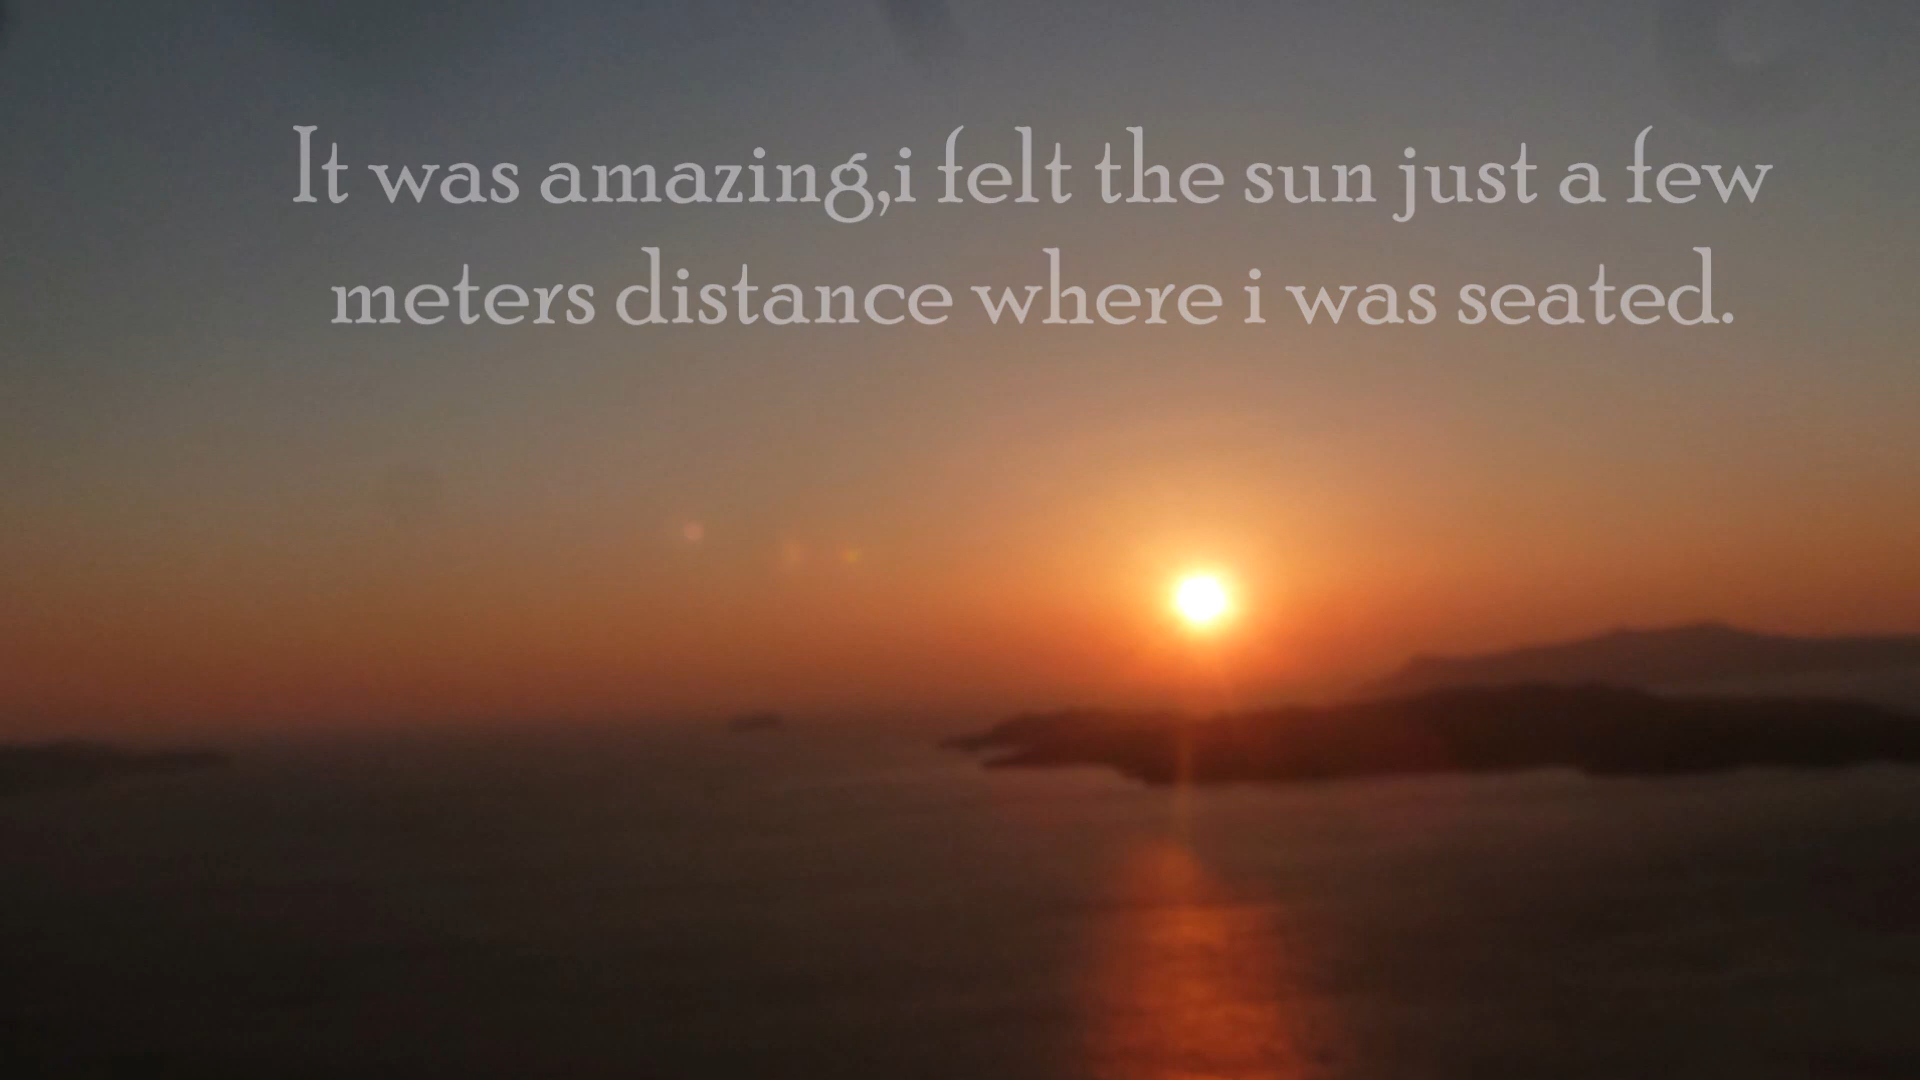 It was amazing,i felt the sun just a few
meters distance where i was seated.